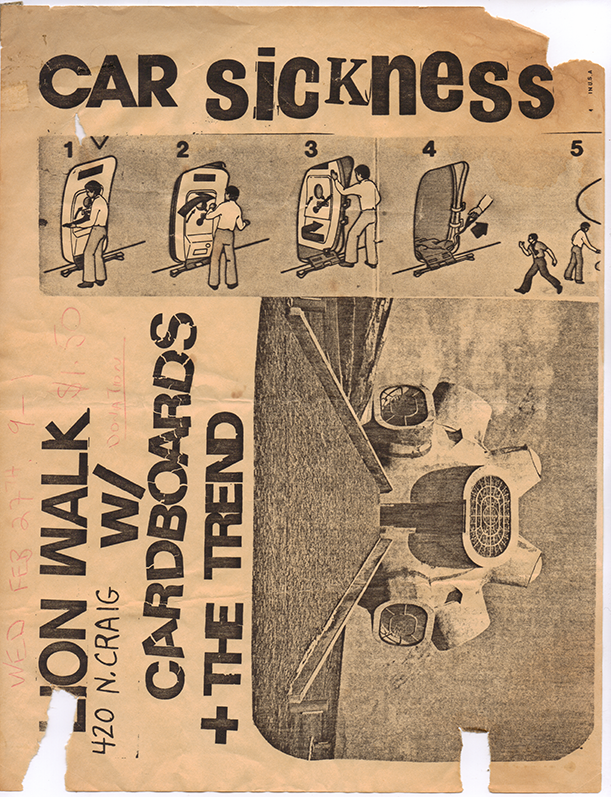 CAR SickNESS
IN U.S.A
1 2 3 4 5
WED FEB 27TH 9–
$1.50
LION WALK
420 N. CRAIG
W/
CARDBOARDS
+ THE TREND